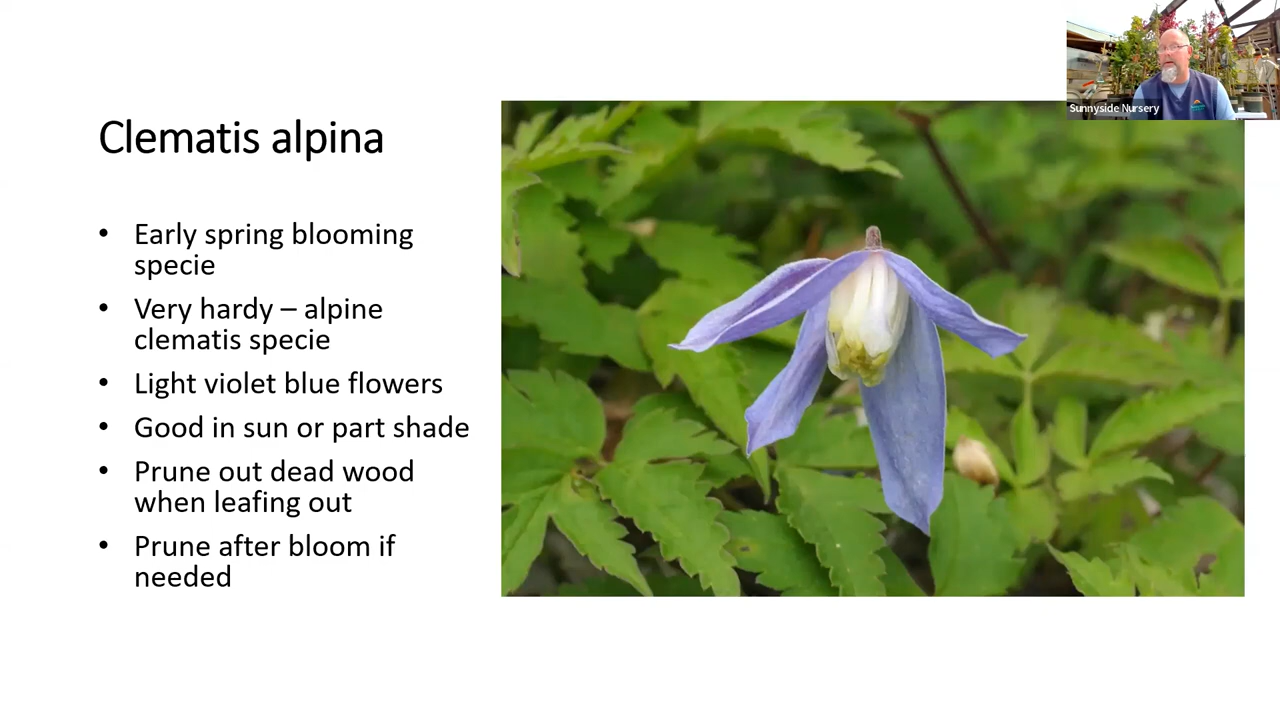 Sunnyside Nursery
Clematis alpina
• Early spring blooming
specie
• Very hardy – alpine
clematis specie
• Light violet blue flowers
• Good in sun or part shade
• Prune out dead wood
when leafing out
• Prune after bloom if
needed